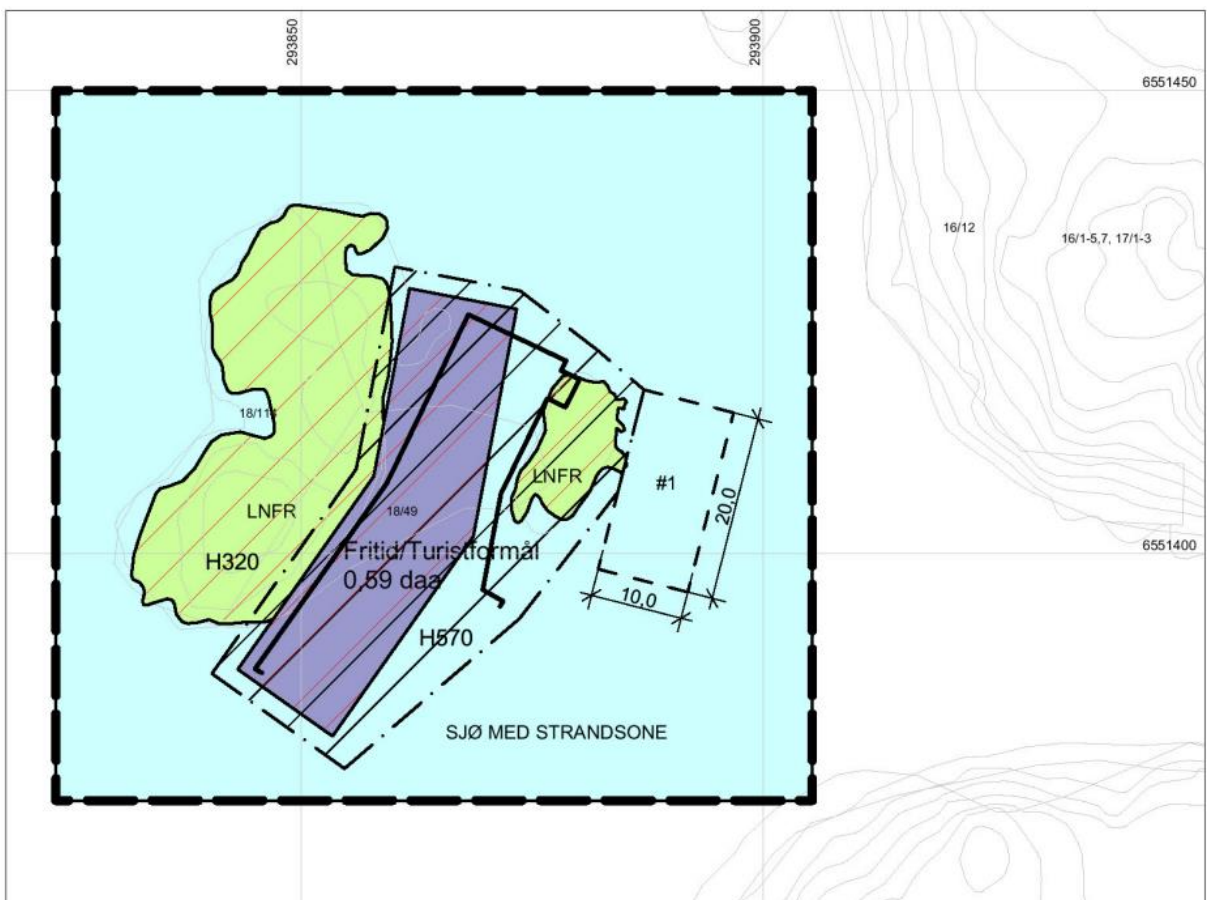 293850
293900
6551450
16/12
16/1-5,7, 17/1-3
18/114
LNFR
#1
LNFR
18/49
20,0
6551400
Fritid/Turistformål
H320
0,59 daa
10,0
H570
SJØ MED STRANDSONE